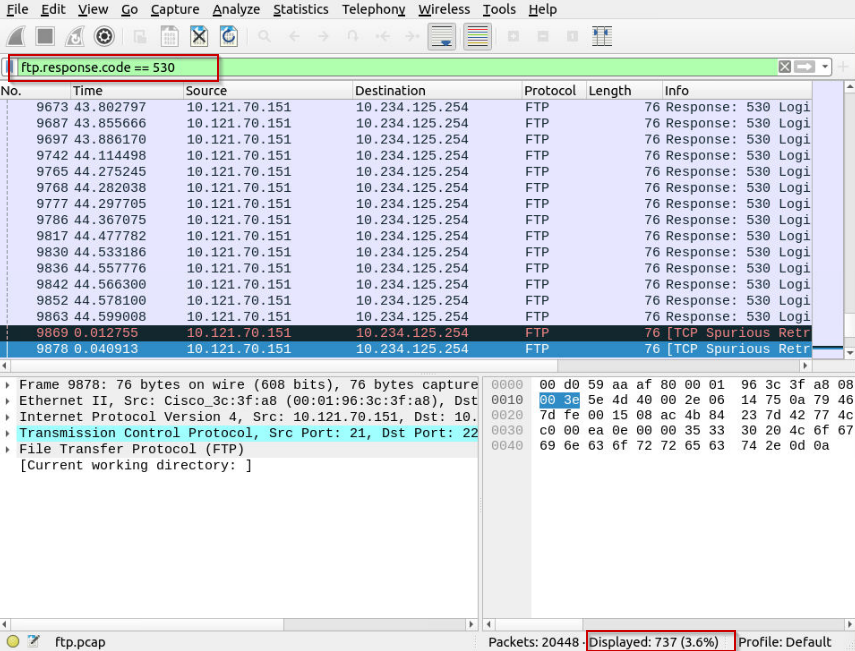 File Edit View Go Capture Analyze Statistics Telephony Wireless Tools Help
ftp.response.code == 530
No. Time Source Destination Protocol Length Info
9673 43.802797 10.121.70.151 10.234.125.254 FTP 76 Response: 530 Logi
9687 43.855666 10.121.70.151 10.234.125.254 FTP 76 Response: 530 Logi
9697 43.886170 10.121.70.151 10.234.125.254 FTP 76 Response: 530 Logi
9742 44.114498 10.121.70.151 10.234.125.254 FTP 76 Response: 530 Logi
9765 44.275245 10.121.70.151 10.234.125.254 FTP 76 Response: 530 Logi
9768 44.282038 10.121.70.151 10.234.125.254 FTP 76 Response: 530 Logi
9777 44.297705 10.121.70.151 10.234.125.254 FTP 76 Response: 530 Logi
9786 44.367075 10.121.70.151 10.234.125.254 FTP 76 Response: 530 Logi
9817 44.477782 10.121.70.151 10.234.125.254 FTP 76 Response: 530 Logi
9830 44.533186 10.121.70.151 10.234.125.254 FTP 76 Response: 530 Logi
9836 44.557776 10.121.70.151 10.234.125.254 FTP 76 Response: 530 Logi
9842 44.566300 10.121.70.151 10.234.125.254 FTP 76 Response: 530 Logi
9852 44.578100 10.121.70.151 10.234.125.254 FTP 76 Response: 530 Logi
9863 44.599008 10.121.70.151 10.234.125.254 FTP 76 Response: 530 Logi
9869 0.012755 10.121.70.151 10.234.125.254 FTP 76 [TCP Spurious Retr
9878 0.040913 10.121.70.151 10.234.125.254 FTP 76 [TCP Spurious Retr
Frame 9878: 76 bytes on wire (608 bits), 76 bytes capture
Ethernet II, Src: Cisco_3c:3f:a8 (00:01:96:3c:3f:a8), Dst
Internet Protocol Version 4, Src: 10.121.70.151, Dst: 10.
Transmission Control Protocol, Src Port: 21, Dst Port: 22
File Transfer Protocol (FTP)
[Current working directory: ]
0000 00 d0 59 aa af 80 00 01 96 3c 3f a8 08
0010 00 3e 5e 4d 40 00 2e 06 14 75 0a 79 46
0020 7d fe 00 15 08 ac 4b 84 23 7d 42 77 4c
0030 c0 00 ea 0e 00 00 35 33 30 20 4c 6f 67
0040 69 6e 63 6f 72 72 65 63 74 2e 0d 0a
ftp.pcap
Packets: 20448 · Displayed: 737 (3.6%) Profile: Default